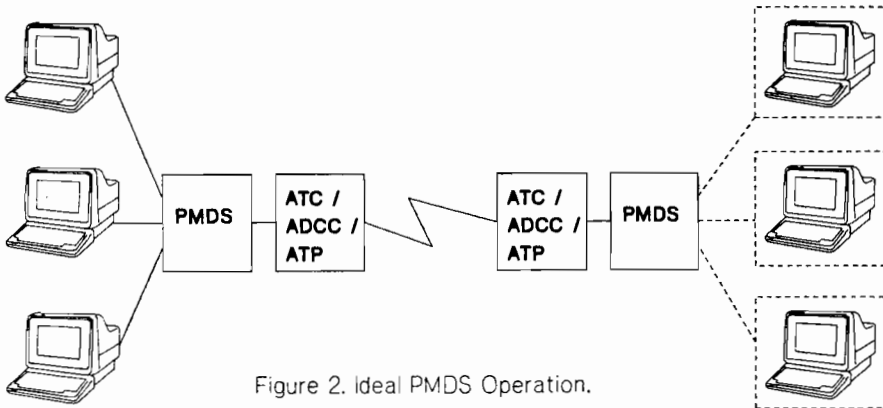 PMDS
ATC /
ADCC /
ATP
ATC /
ADCC /
ATP
PMDS
Figure 2. Ideal PMDS Operation.